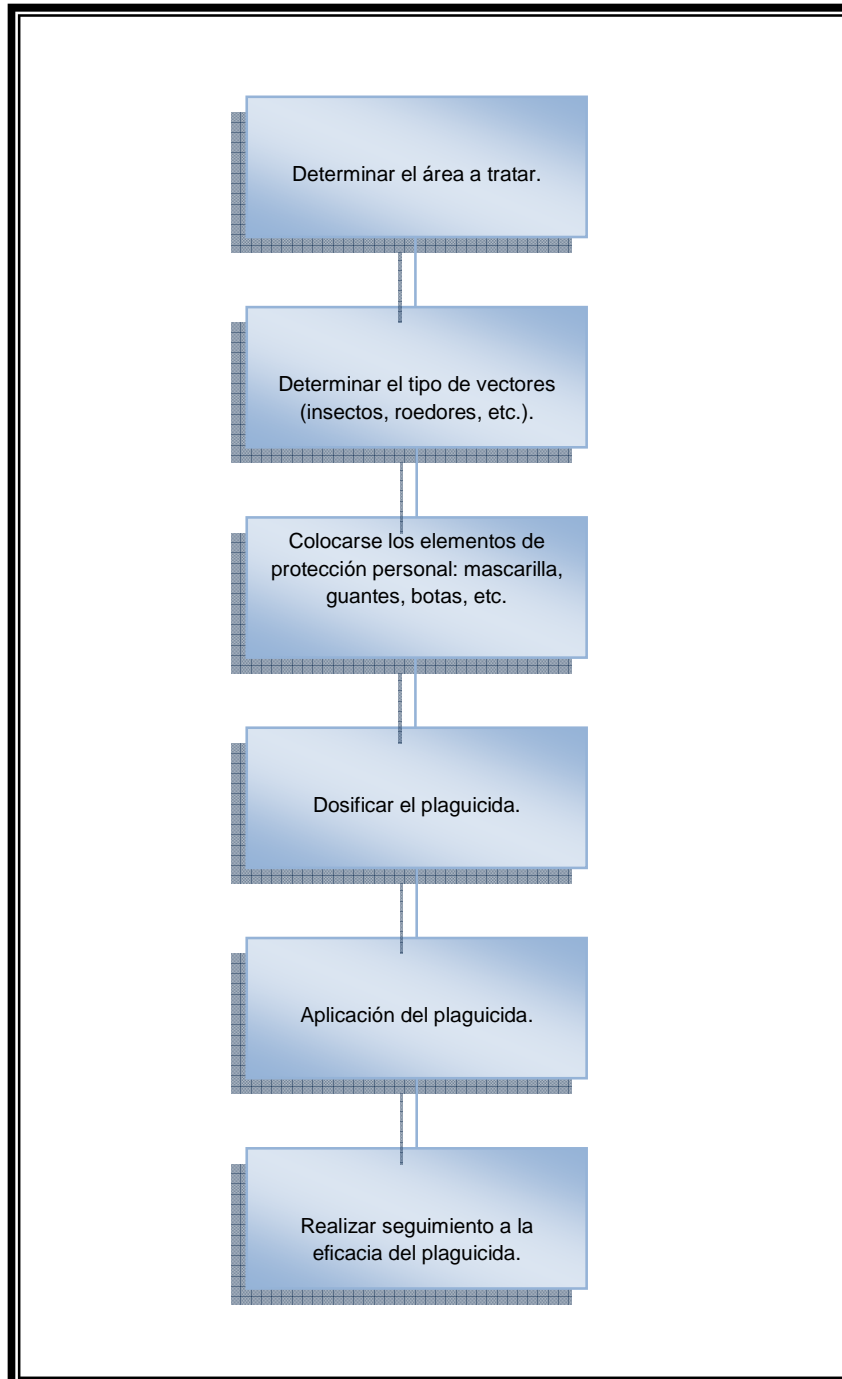 Determinar el área a tratar.
Determinar el tipo de vectores
(insectos, roedores, etc.).
Colocarse los elementos de
protección personal: mascarilla,
guantes, botas, etc.
Dosificar el plaguicida.
Aplicación del plaguicida.
Realizar seguimiento a la
eficacia del plaguicida.